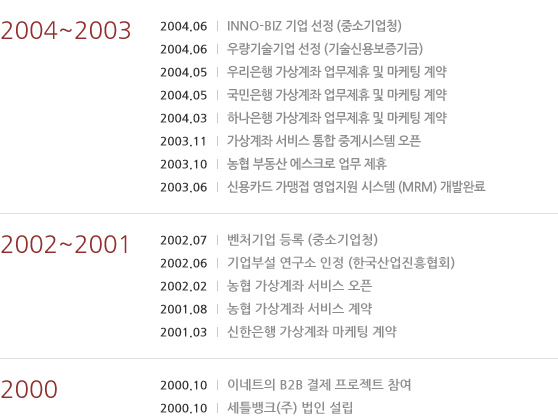 2004~2003
2004.06 | INNO-BIZ 기업 선정 (중소기업청)
2004.06 | 우량기술기업 선정 (기술신용보증기금)
2004.05 | 우리은행 가상계좌 업무제휴 및 마케팅 계약
2004.05 | 국민은행 가상계좌 업무제휴 및 마케팅 계약
2004.03 | 하나은행 가상계좌 업무제휴 및 마케팅 계약
2003.11 | 가상계좌 서비스 통합 중계시스템 오픈
2003.10 | 농협 부동산 에스크로 업무 제휴
2003.06 | 신용카드 가맹접 영업지원 시스템 (MRM) 개발완료
2002~2001
2002.07 | 벤처기업 등록 (중소기업청)
2002.06 | 기업부설 연구소 인정 (한국산업진흥협회)
2002.02 | 농협 가상계좌 서비스 오픈
2001.08 | 농협 가상계좌 서비스 계약
2001.03 | 신한은행 가상계좌 마케팅 계약
2000
2000.10 | 이네트의 B2B 결제 프로젝트 참여
2000.10 | 세틀뱅크(주) 법인 설립